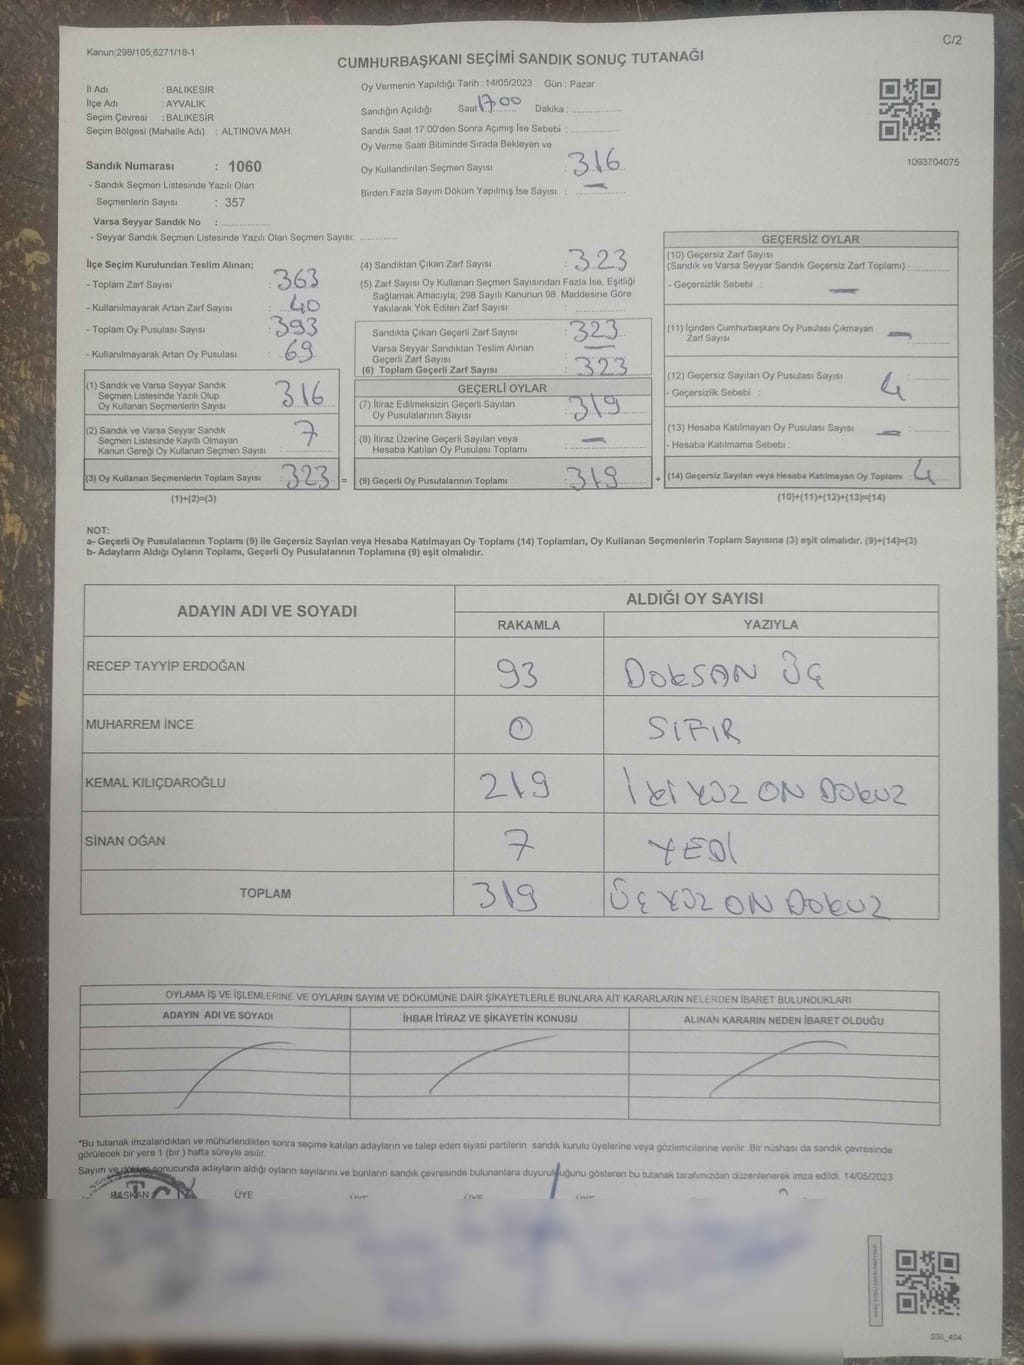 Kanun;298/105;6271/18-1
C/2
CUMHURBAŞKANI SEÇİMİ SANDIK SONUÇ TUTANAĞI
İl Adı : BALIKESİR
İlçe Adı : AYVALIK
Seçim Çevresi : BALIKESİR
Seçim Bölgesi (Mahalle Adı) : ALTINOVA MAH.
Sandık Numarası : 1060
- Sandık Seçmen Listesinde Yazılı Olan
Seçmenlerin Sayısı : 357
Varsa Seyyar Sandık No : ....................
- Seyyar Sandık Seçmen Listesinde Yazılı Olan Seçmen Sayısı: ..............
Oy Vermenin Yapıldığı Tarih :14/05/2023 Gün : Pazar
Sandığın Açıldığı Saat 17.00 Dakika : ....................
Sandık Saat 17:00'den Sonra Açımış İse Sebebi : ....................
Oy Verme Saati Bitiminde Sırada Bekleyen ve
Oy Kullandırılan Seçmen Sayısı : 316
Birden Fazla Sayım Döküm Yapılmış İse Sayısı : —
1093704075
İlçe Seçim Kurulundan Teslim Alınan;
- Toplam Zarf Sayısı : 363
- Kullanılmayarak Artan Zarf Sayısı : 40
- Toplam Oy Pusulası Sayısı : 393
- Kullanılmayarak Artan Oy Pusulası : 69
(1) Sandık ve Varsa Seyyar Sandık
Seçmen Listesinde Yazılı Olup
Oy Kullanan Seçmenlerin Sayısı : 316
(2) Sandık ve Varsa Seyyar Sandık
Seçmen Listesinde Kayıtlı Olmayan
Kanun Gereği Oy Kullanan Seçmen Sayısı : 7
(3) Oy Kullanan Seçmenlerin Toplam Sayısı : 323 =
(1)+(2)=(3)
(4) Sandıktan Çıkan Zarf Sayısı : 323
(5) Zarf Sayısı Oy Kullanan Seçmen Sayısından Fazla İse, Eşitliği
Sağlamak Amacıyla; 298 Sayılı Kanunun 98. Maddesine Göre
Yakılarak Yok Edilen Zarf Sayısı : ....................
Sandıkta Çıkan Geçerli Zarf Sayısı : 323
Varsa Seyyar Sandıktan Teslim Alınan
Geçerli Zarf Sayısı : —
(6) Toplam Geçerli Zarf Sayısı : 323
GEÇERLİ OYLAR
(7) İtiraz Edilmeksizin Geçerli Sayılan
Oy Pusulalarının Sayısı : 319
(8) İtiraz Üzerine Geçerli Sayılan veya
Hesaba Katılan Oy Pusulası Toplamı : —
(9) Geçerli Oy Pusulalarının Toplamı : 319 +
GEÇERSİZ OYLAR
(10) Geçersiz Zarf Sayısı
(Sandık ve Varsa Seyyar Sandık Geçersiz Zarf Toplamı) : ..............
- Geçersizlik Sebebi : —
(11) İçinden Cumhurbaşkanı Oy Pusulası Çıkmayan
Zarf Sayısı : —
(12) Geçersiz Sayılan Oy Pusulası Sayısı : 4
- Geçersizlik Sebebi :
(13) Hesaba Katılmayan Oy Pusulası Sayısı : —
- Hesaba Katılmama Sebebi :
(14) Geçersiz Sayılan veya Hesaba Katılmayan Oy Toplamı : 4
(10)+(11)+(12)+(13)=(14)
NOT:
a- Geçerli Oy Pusulalarının Toplamı (9) ile Geçersiz Sayılan veya Hesaba Katılmayan Oy Toplamı (14) Toplamları, Oy Kullanan Seçmenlerin Toplam Sayısına (3) eşit olmalıdır. (9)+(14)=(3)
b- Adayların Aldığı Oyların Toplamı, Geçerli Oy Pusulalarının Toplamına (9) eşit olmalıdır.
ADAYIN ADI VE SOYADI ALDIĞI OY SAYISI
RAKAMLA YAZIYLA
RECEP TAYYİP ERDOĞAN 93 DOKSAN ÜÇ
MUHARREM İNCE 0 SIFIR
KEMAL KILIÇDAROĞLU 219 İKİ YÜZ ON DOKUZ
SİNAN OĞAN 7 YEDİ
TOPLAM 319 ÜÇ YÜZ ON DOKUZ
OYLAMA İŞ VE İŞLEMLERİNE VE OYLARIN SAYIM VE DÖKÜMÜNE DAİR ŞİKAYETLERLE BUNLARA AİT KARARLARIN NELERDEN İBARET BULUNDUKLARI
ADAYIN ADI VE SOYADI İHBAR İTİRAZ VE ŞİKAYETİN KONUSU ALINAN KARARIN NEDEN İBARET OLDUĞU
*Bu tutanak imzalandıktan ve mühürlendikten sonra seçime katılan adayların ve talep eden siyasi partilerin sandık kurulu üyelerine veya gözlemcilerine verilir. Bir nüshası da sandık çevresinde
görülecek bir yere 1 (bir ) hafta süreyle asılır.
Sayım ve döküm sonucunda adayların aldığı oyların sayılarını ve bunların sandık çevresinde bulunanlara duyurulduğunu gösteren bu tutanak tarafımızdan düzenlenerek imza edildi. 14/05/2023
BAŞKAN ÜYE ÜYE ÜYE
SBİ_404